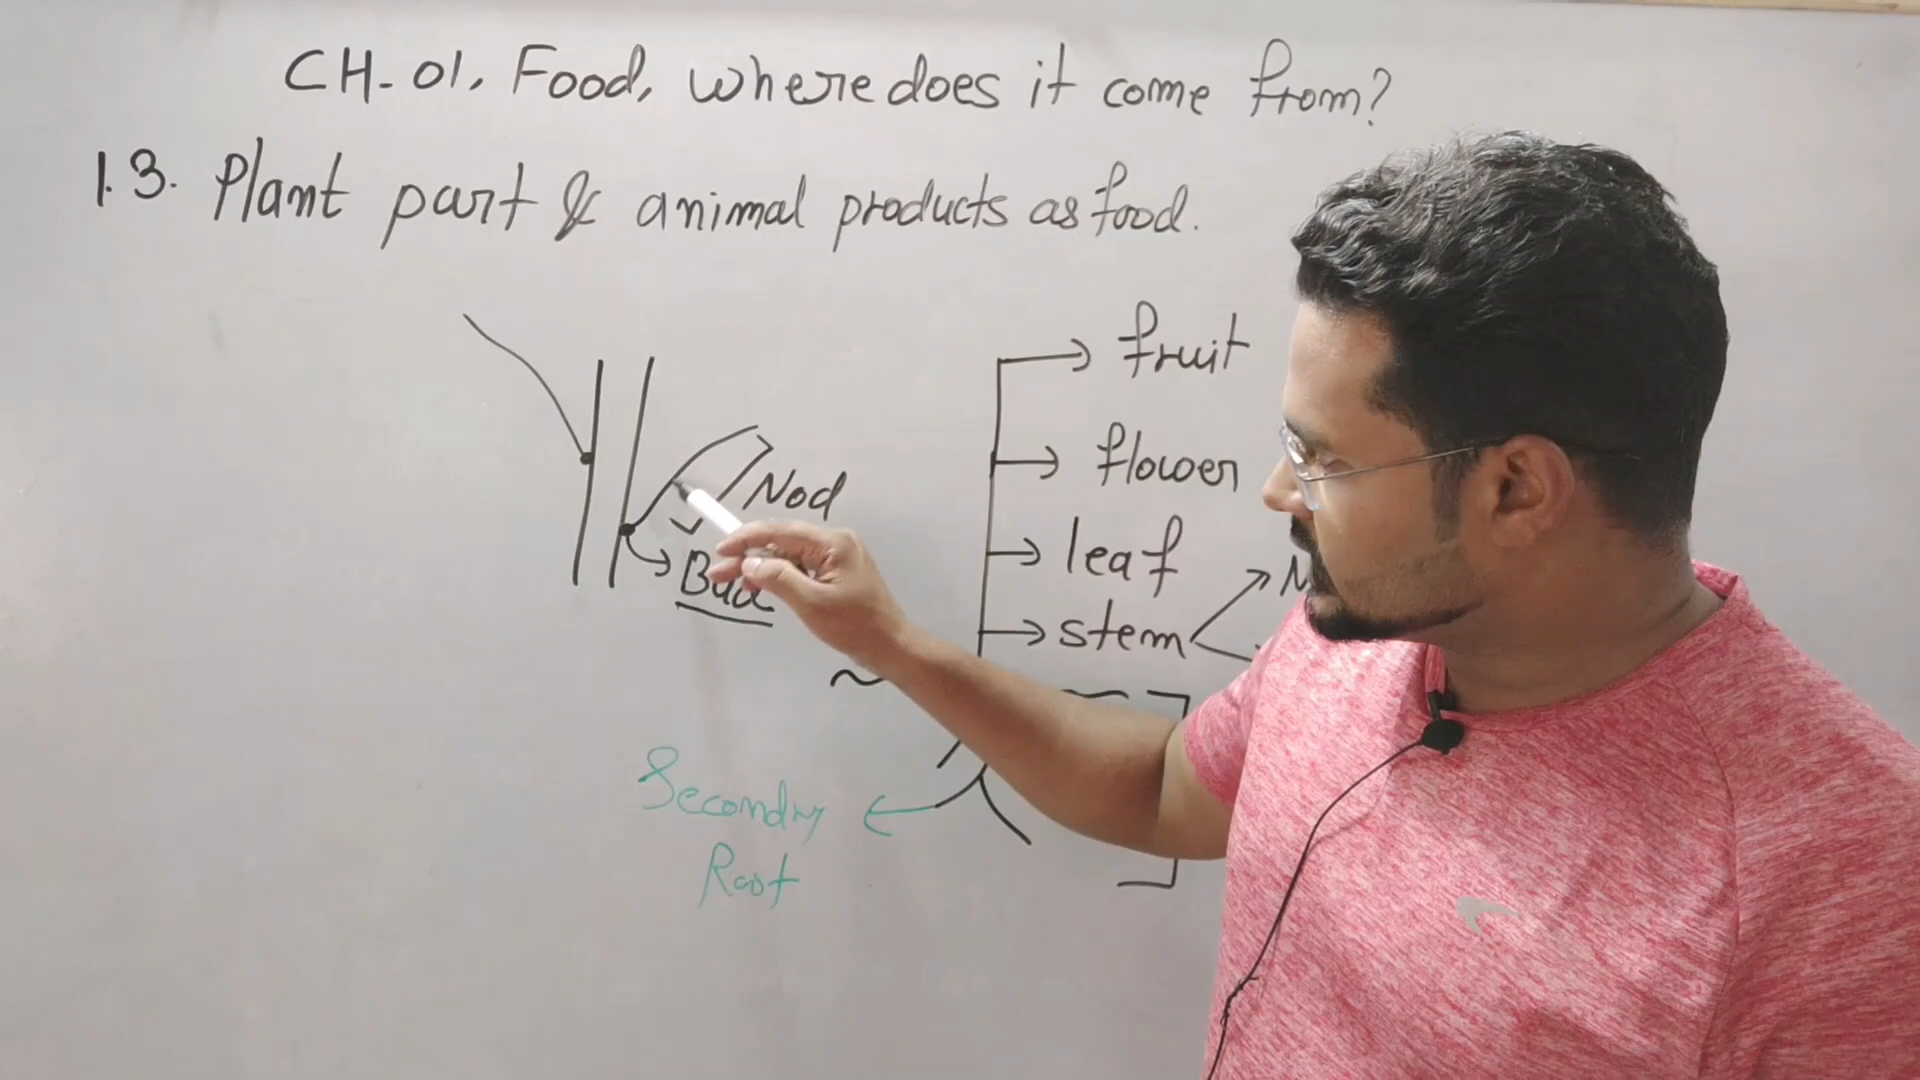 CH-01. Food, where does it come from?
1.3. Plant part & animal products as food.
fruit
flower
Nod
leaf
Bud
stem
Secondry
Root